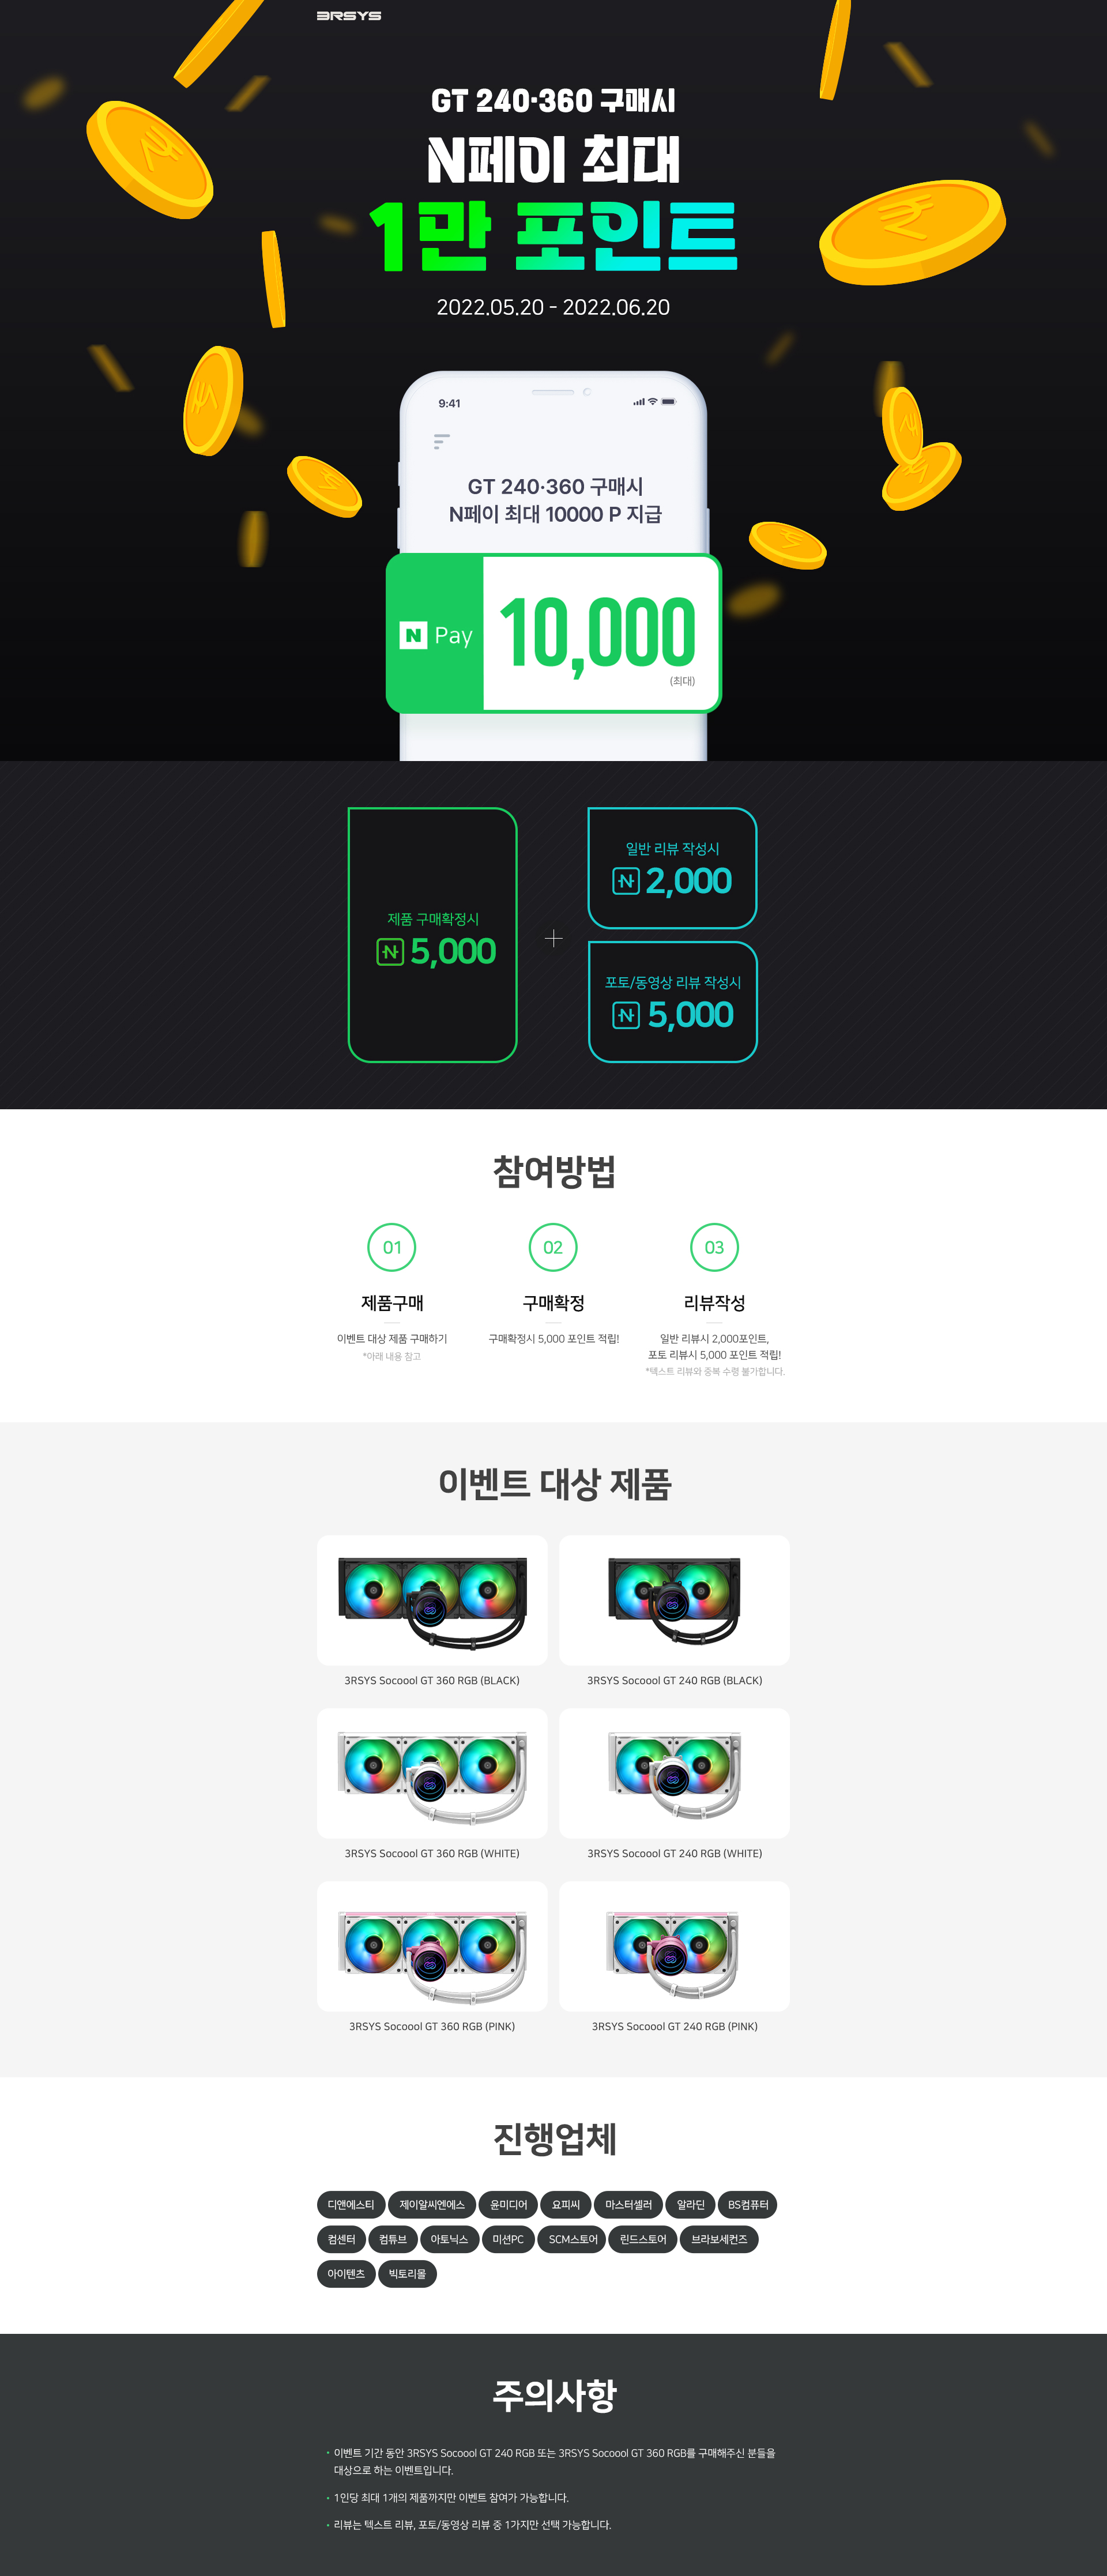 3RSYS
GT 240·360 구매시
N페이 최대
1만 포인트
2022.05.20 - 2022.06.20
9:41
GT 240·360 구매시
N페이 최대 10000 P 지급
N Pay
10,000
(최대)
제품 구매확정시
N 5,000
일반 리뷰 작성시
N 2,000
포토/동영상 리뷰 작성시
N 5,000
참여방법
01
02
03
제품구매
구매확정
리뷰작성
이벤트 대상 제품 구매하기
*아래 내용 참고
구매확정시 5,000 포인트 적립!
일반 리뷰시 2,000포인트,
포토 리뷰시 5,000 포인트 적립!
*텍스트 리뷰와 중복 수령 불가합니다.
이벤트 대상 제품
3RSYS Socoool GT 360 RGB (BLACK)
3RSYS Socoool GT 240 RGB (BLACK)
3RSYS Socoool GT 360 RGB (WHITE)
3RSYS Socoool GT 240 RGB (WHITE)
3RSYS Socoool GT 360 RGB (PINK)
3RSYS Socoool GT 240 RGB (PINK)
진행업체
디앤에스티 제이알씨엔에스 윤미디어 요피씨 마스터셀러 알라딘 BS컴퓨터
컴센터 컴튜브 아토닉스 미션PC SCM스토어 린드스토어 브라보세컨즈
아이텐츠 빅토리몰
주의사항
• 이벤트 기간 동안 3RSYS Socoool GT 240 RGB 또는 3RSYS Socoool GT 360 RGB를 구매해주신 분들을
대상으로 하는 이벤트입니다.
• 1인당 최대 1개의 제품까지만 이벤트 참여가 가능합니다.
• 리뷰는 텍스트 리뷰, 포토/동영상 리뷰 중 1가지만 선택 가능합니다.